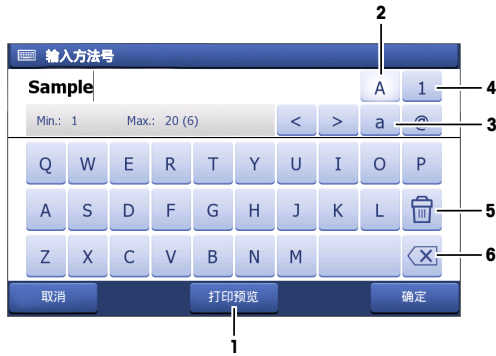 2
输入方法号
Sample
A 1 4
Min.: 1 Max.: 20 (6) < > a @ 3
Q W E R T Y U I O P
A S D F G H J K L 5
Z X C V B N M 6
取消 打印预览 确定
1